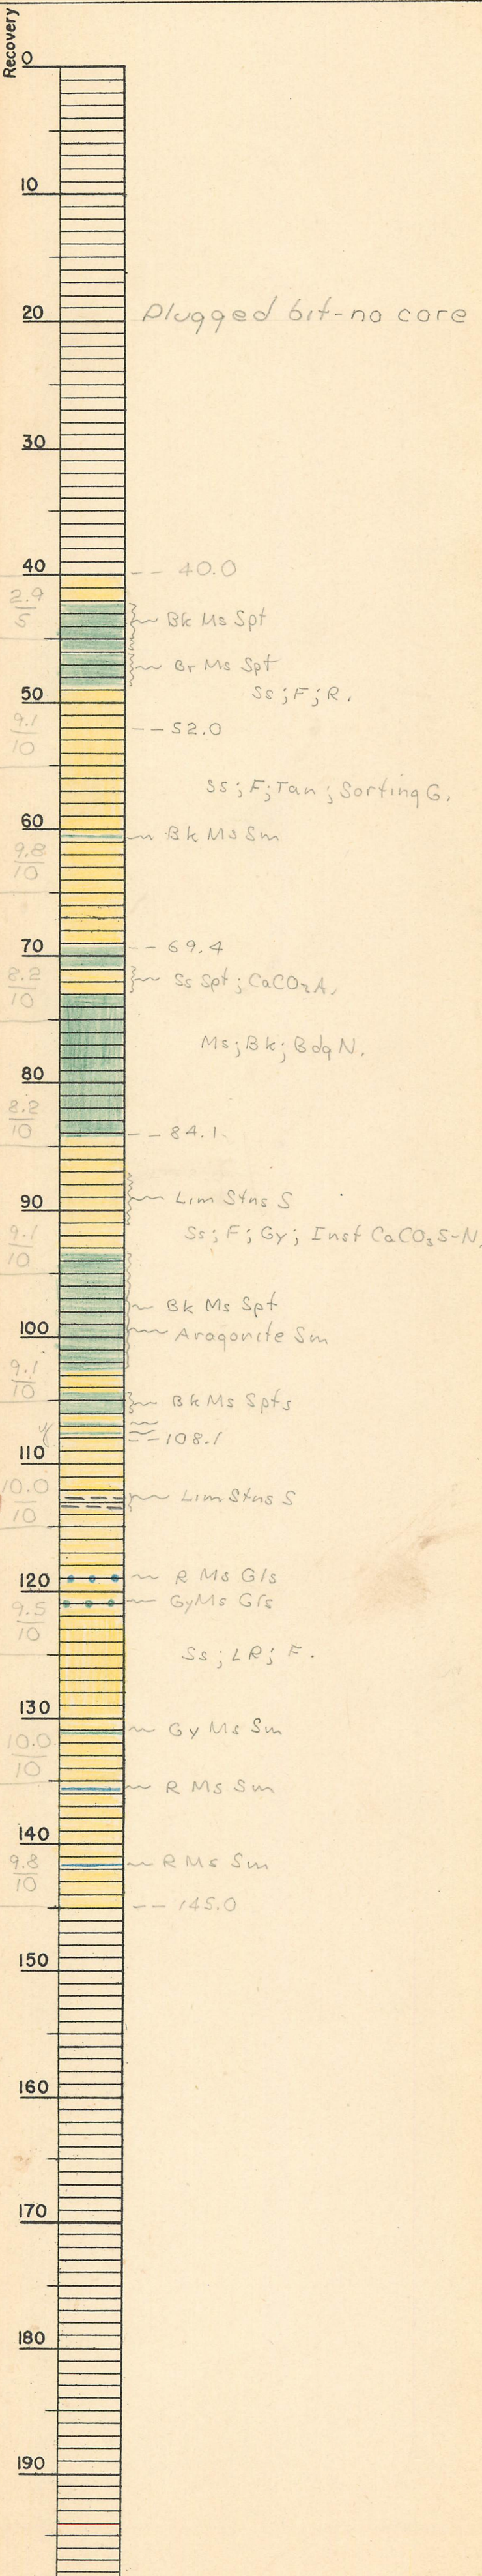 Recovery
0
10
20 Plugged bit-no core
30
40 -- 40.0
2.9
5
Bk Ms Spt
Br Ms Spt
Ss; F; R.
50
9.1
10
-- 52.0
Ss; F; Tan; Sorting G.
60
Bk Ms Sm
9.8
10
70 -- 69.4
8.2
10
Ss Spt; CaCO3 A.
Ms; Bk; Bdg N.
80
8.2
10
-- 84.1
90 Lim Stns S
9.1
10
Ss; F; Gy; Inst CaCO3 S-N.
Bk Ms Spt
100 Aragonite Sm
9.1
10
Bk Ms Spts
-- 108.1
110
10.0
10
Lim Stns S
R Ms Gls
120
Gy Ms Grs
9.5
10
Ss; LR; F.
130
Gy Ms Sm
10.0
10
R Ms Sm
140
9.8
10
R Ms Sm
-- 145.0
150
160
170
180
190